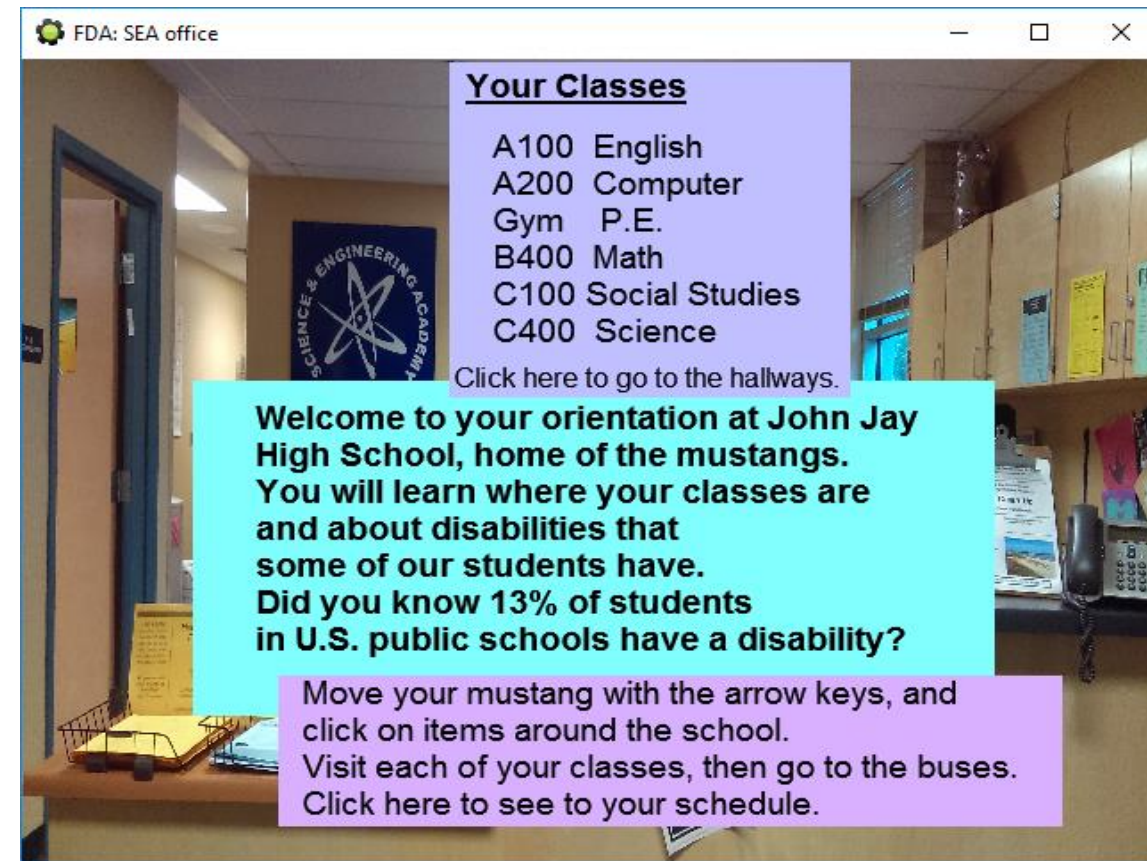 FDA: SEA office
Your Classes
A100 English
A200 Computer
Gym P.E.
B400 Math
C100 Social Studies
C400 Science
Click here to go to the hallways.
SCIENCE & ENGINEERING ACADEMY
Welcome to your orientation at John Jay
High School, home of the mustangs.
You will learn where your classes are
and about disabilities that
some of our students have.
Did you know 13% of students
in U.S. public schools have a disability?
Move your mustang with the arrow keys, and
click on items around the school.
Visit each of your classes, then go to the buses.
Click here to see to your schedule.